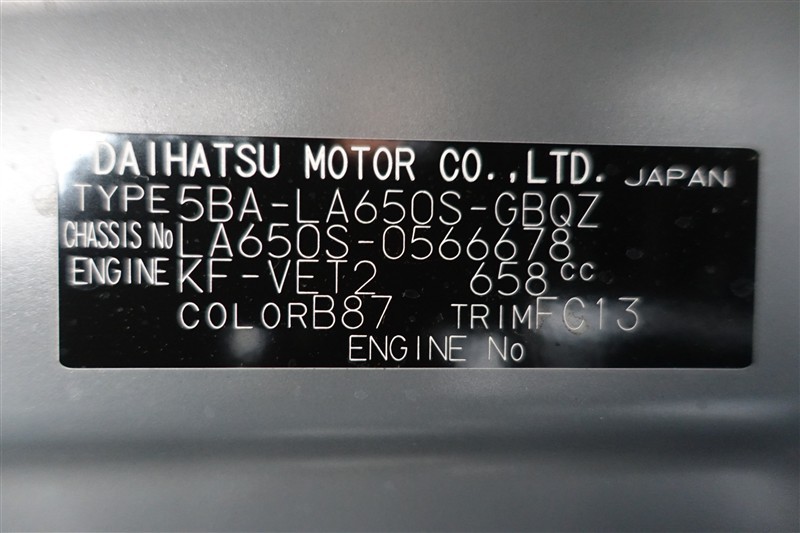 DAIHATSU MOTOR CO.,LTD. JAPAN
TYPE 5BA-LA650S-GBQZ
CHASSIS No LA650S-0566678
ENGINE KF-VET2 658cc
COLOR B87 TRIM FC13
ENGINE No